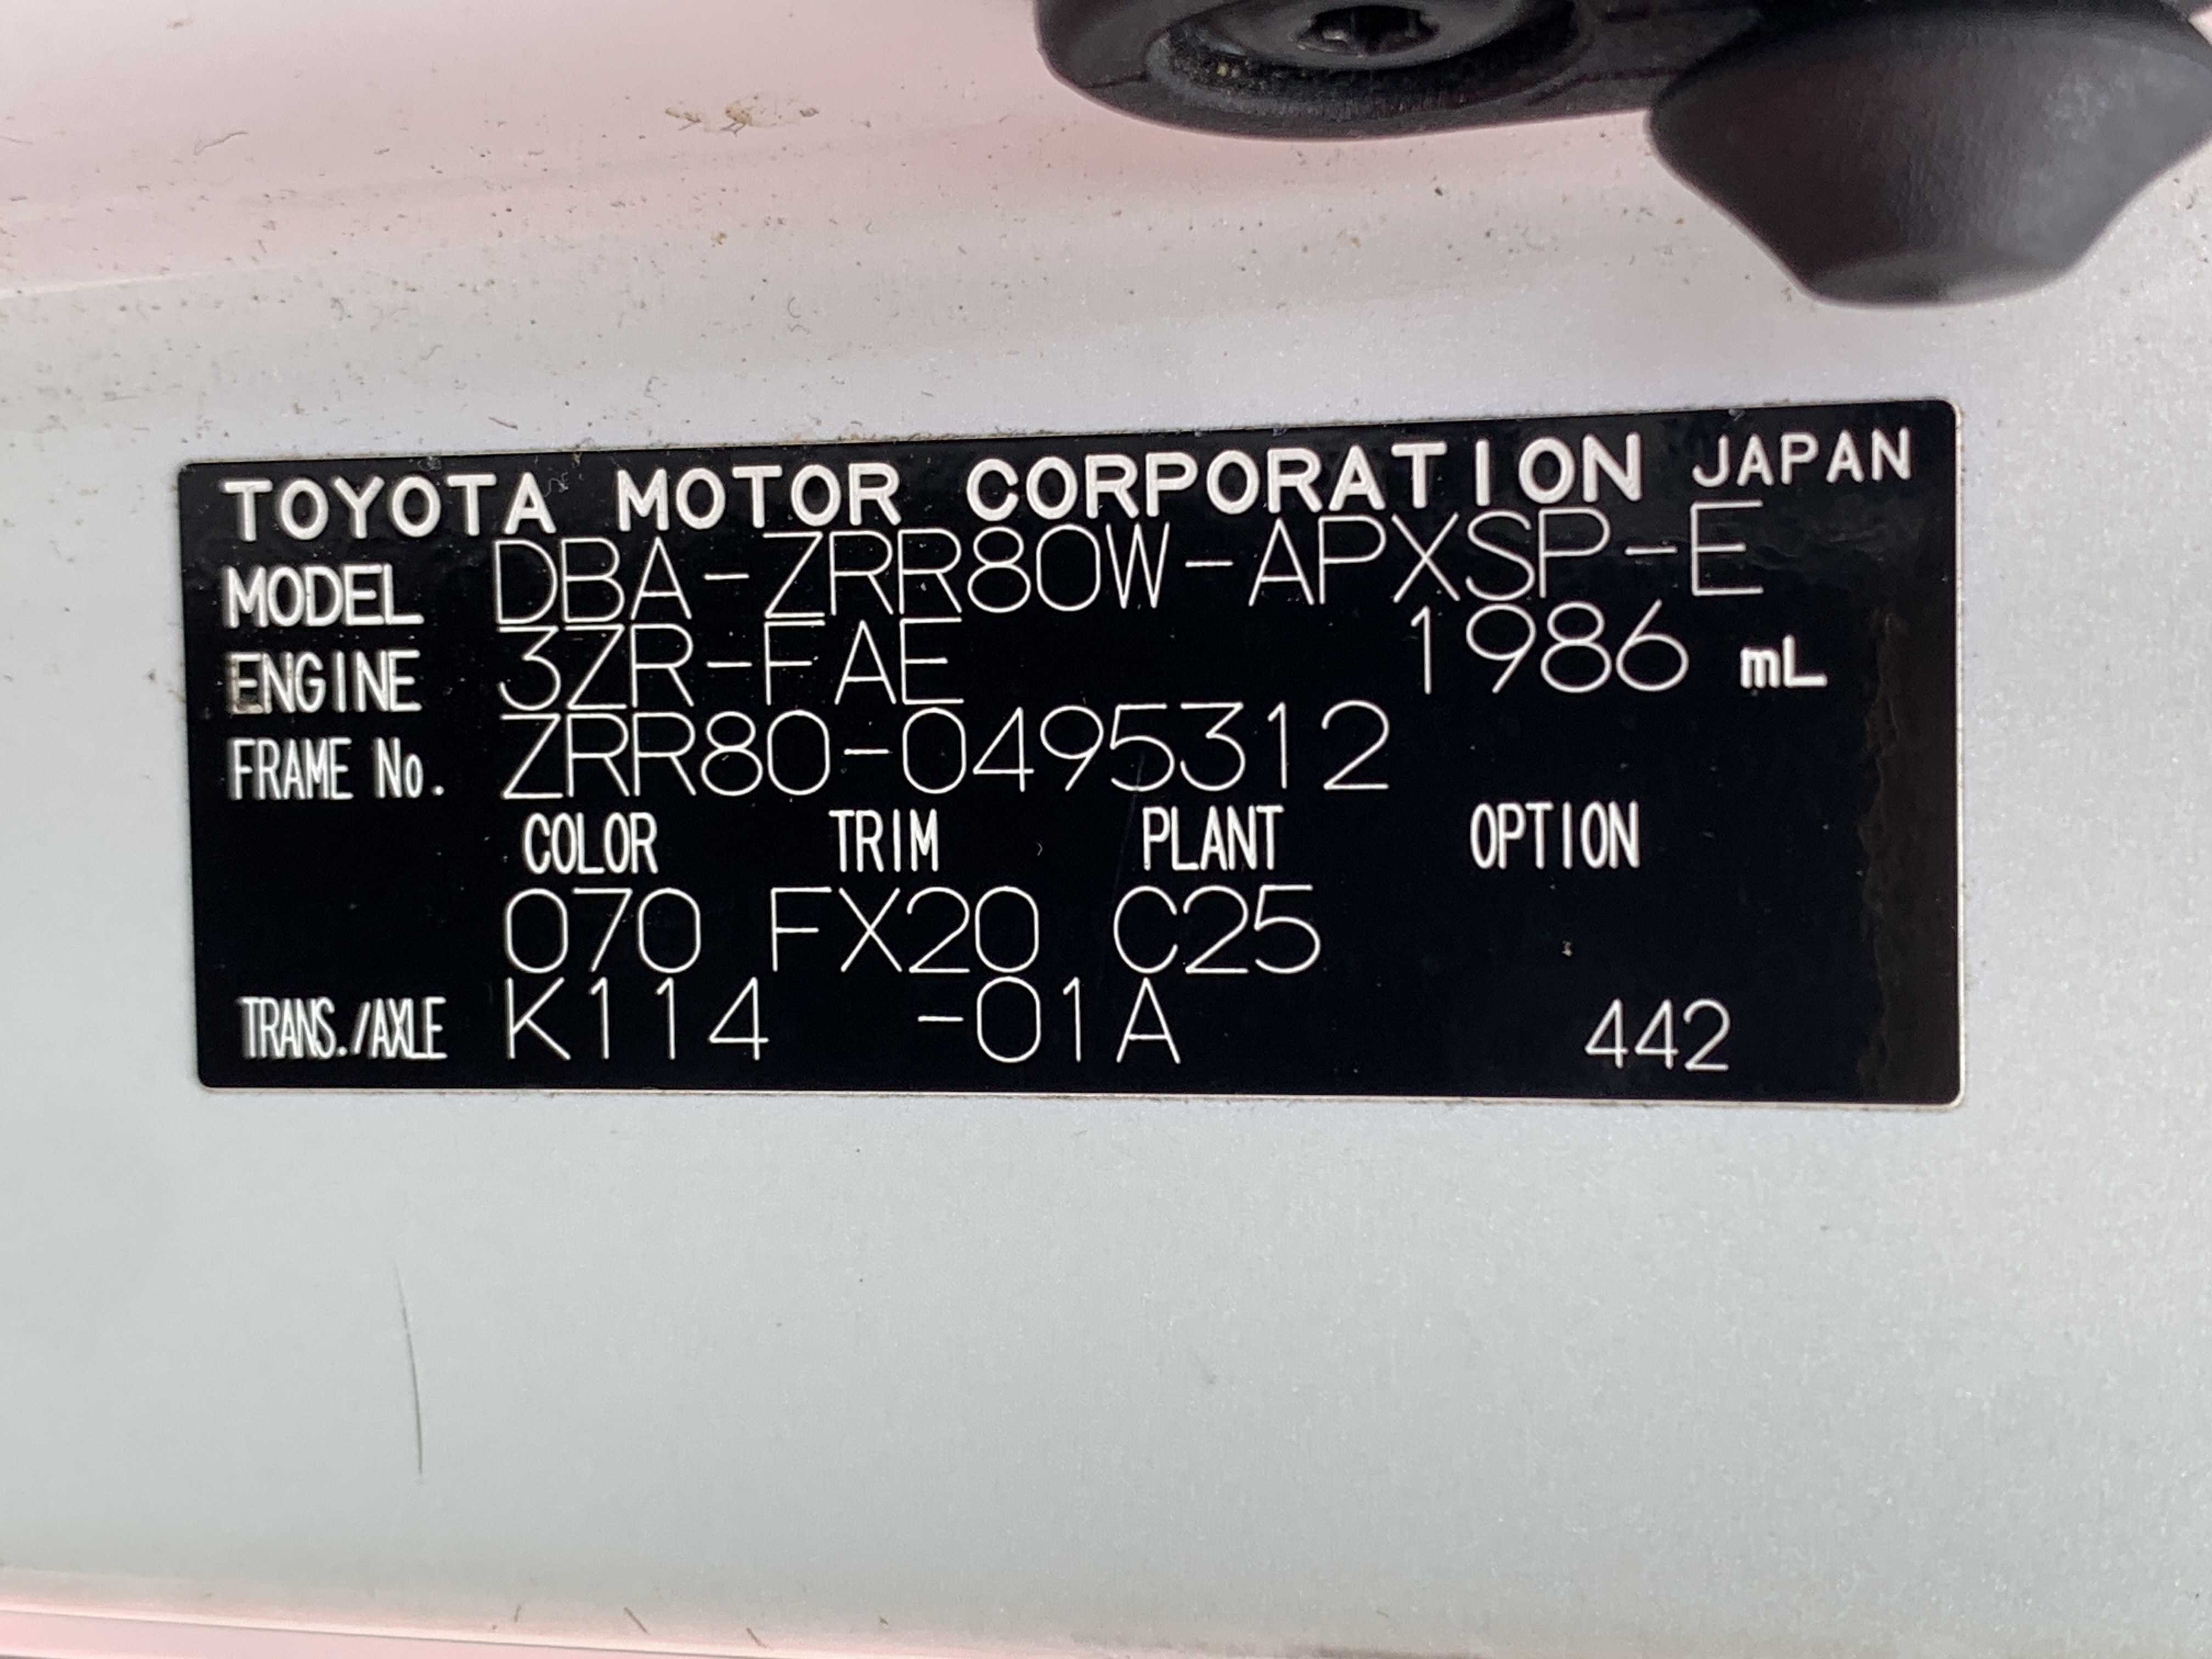 TOYOTA MOTOR CORPORATION JAPAN
MODEL DBA-ZRR80W-APXSP-E
ENGINE 3ZR-FAE 1986 mL
FRAME No. ZRR80-0495312
COLOR TRIM PLANT OPTION
070 FX20 C25
TRANS./AXLE K114 -01A 442